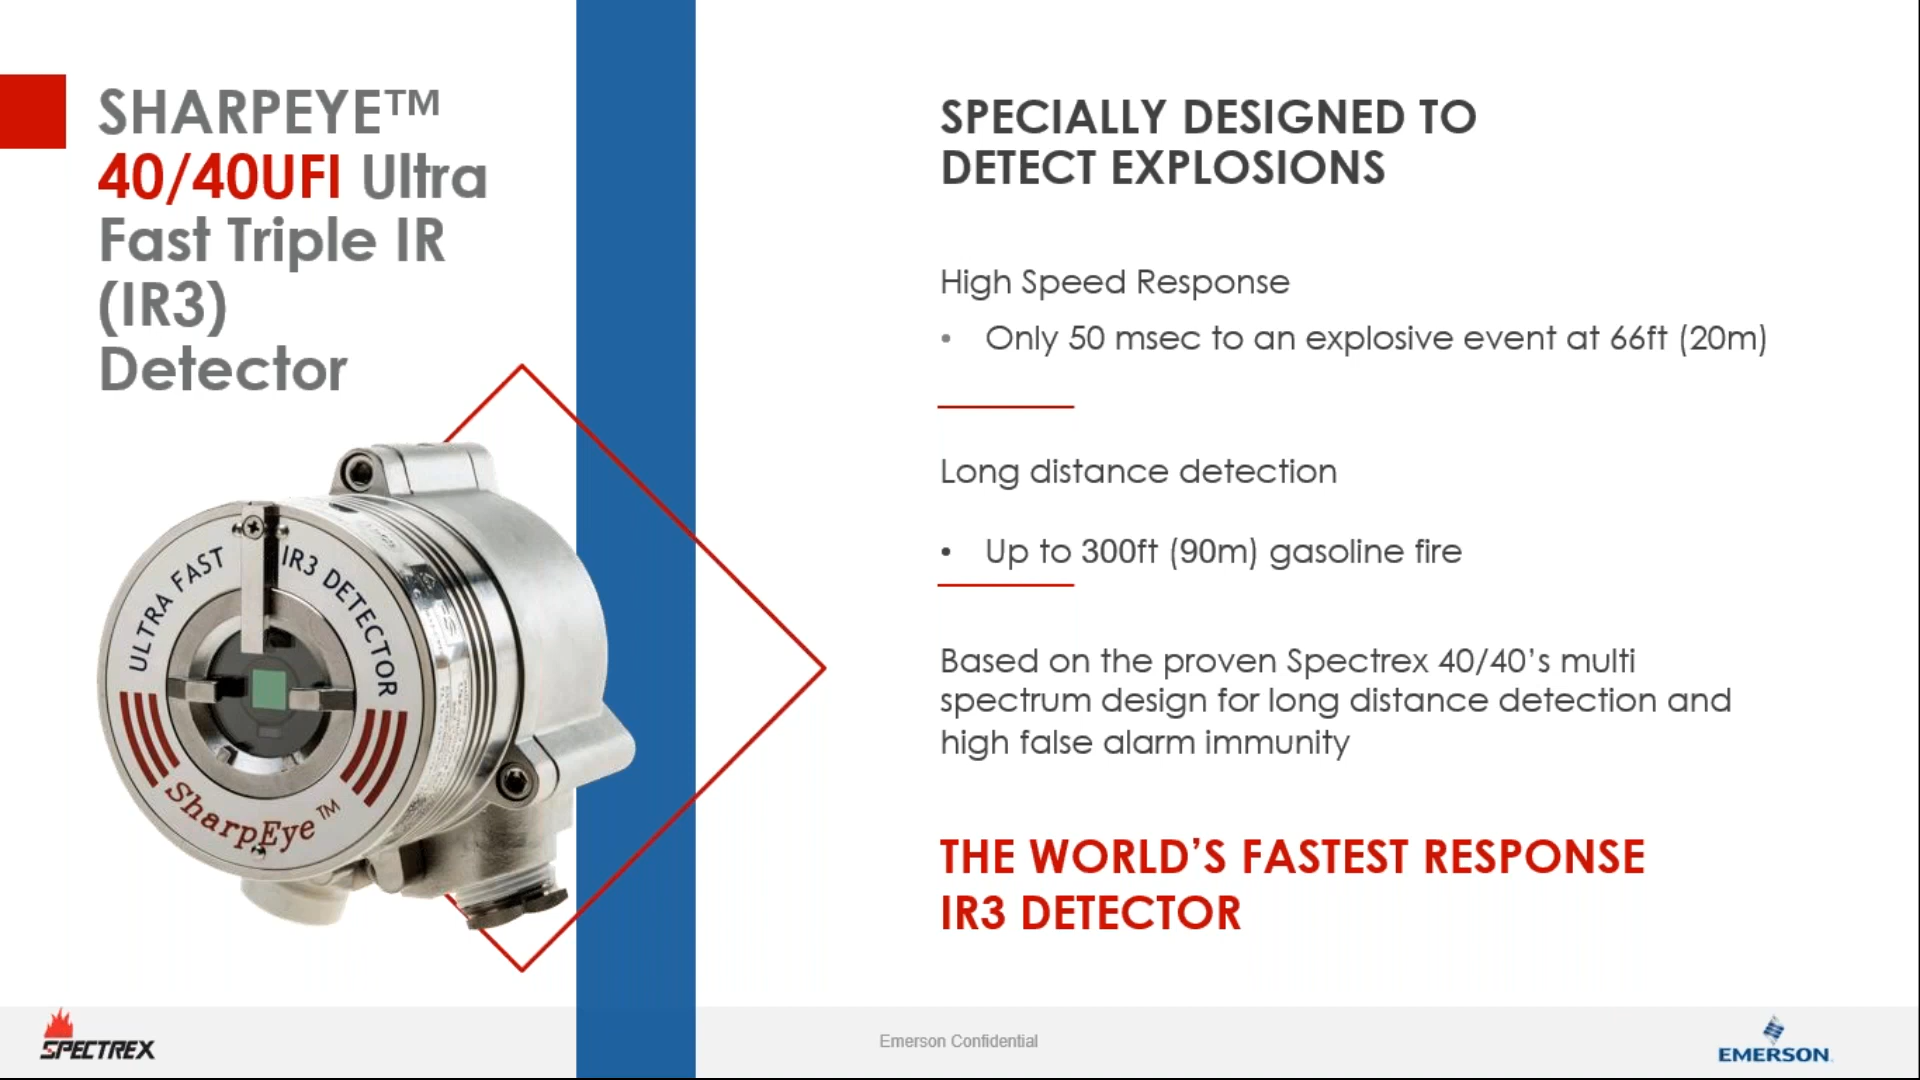 SHARPEYE™
40/40UFI Ultra
Fast Triple IR
(IR3)
Detector
ULTRA FAST IR3 DETECTOR
SharpEye™
SPECIALLY DESIGNED TO
DETECT EXPLOSIONS
High Speed Response
• Only 50 msec to an explosive event at 66ft (20m)
Long distance detection
• Up to 300ft (90m) gasoline fire
Based on the proven Spectrex 40/40’s multi
spectrum design for long distance detection and
high false alarm immunity
THE WORLD’S FASTEST RESPONSE
IR3 DETECTOR
SPECTREX
Emerson Confidential
EMERSON